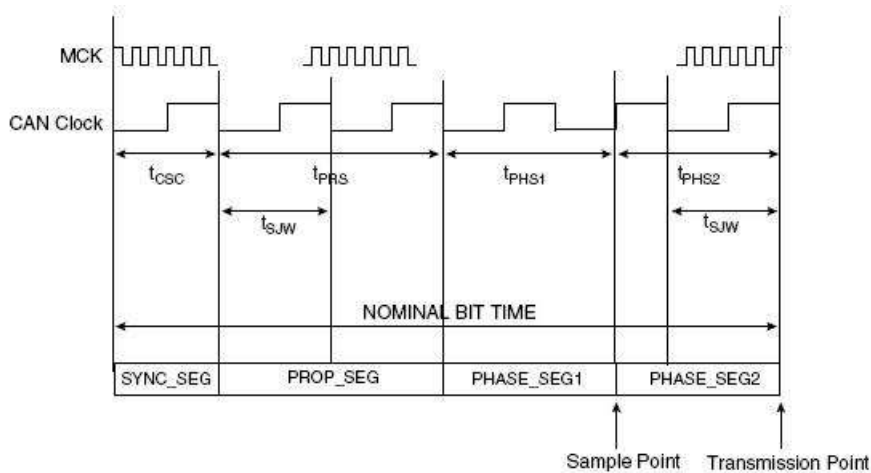 MCK
CAN Clock
tCSC
tPRS
tPHS1
tPHS2
tSJW
tSJW
NOMINAL BIT TIME
SYNC_SEG
PROP_SEG
PHASE_SEG1
PHASE_SEG2
Sample Point
Transmission Point